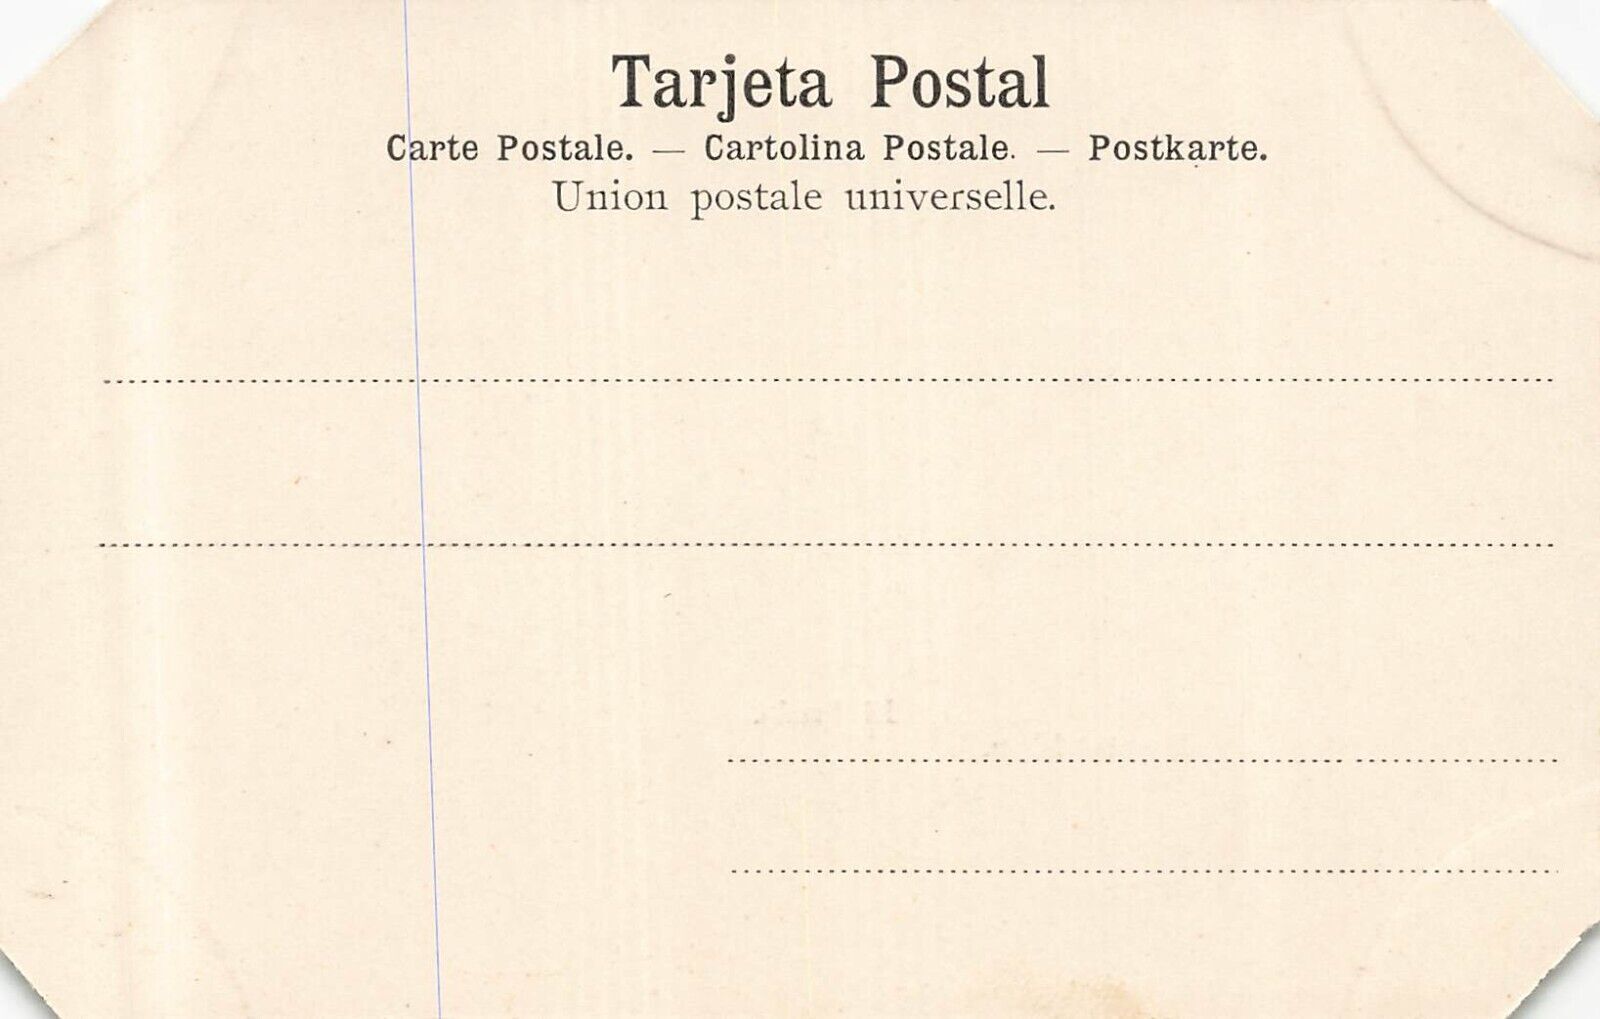 Tarjeta Postal
Carte Postale. — Cartolina Postale. — Postkarte.
Union postale universelle.